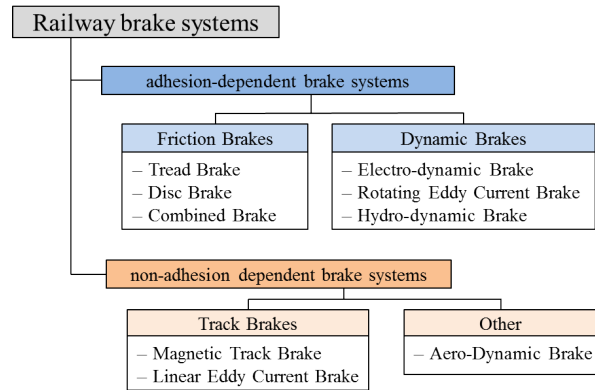 Railway brake systems
adhesion-dependent brake systems
Friction Brakes
– Tread Brake
– Disc Brake
– Combined Brake
Dynamic Brakes
– Electro-dynamic Brake
– Rotating Eddy Current Brake
– Hydro-dynamic Brake
non-adhesion dependent brake systems
Track Brakes
– Magnetic Track Brake
– Linear Eddy Current Brake
Other
– Aero-Dynamic Brake